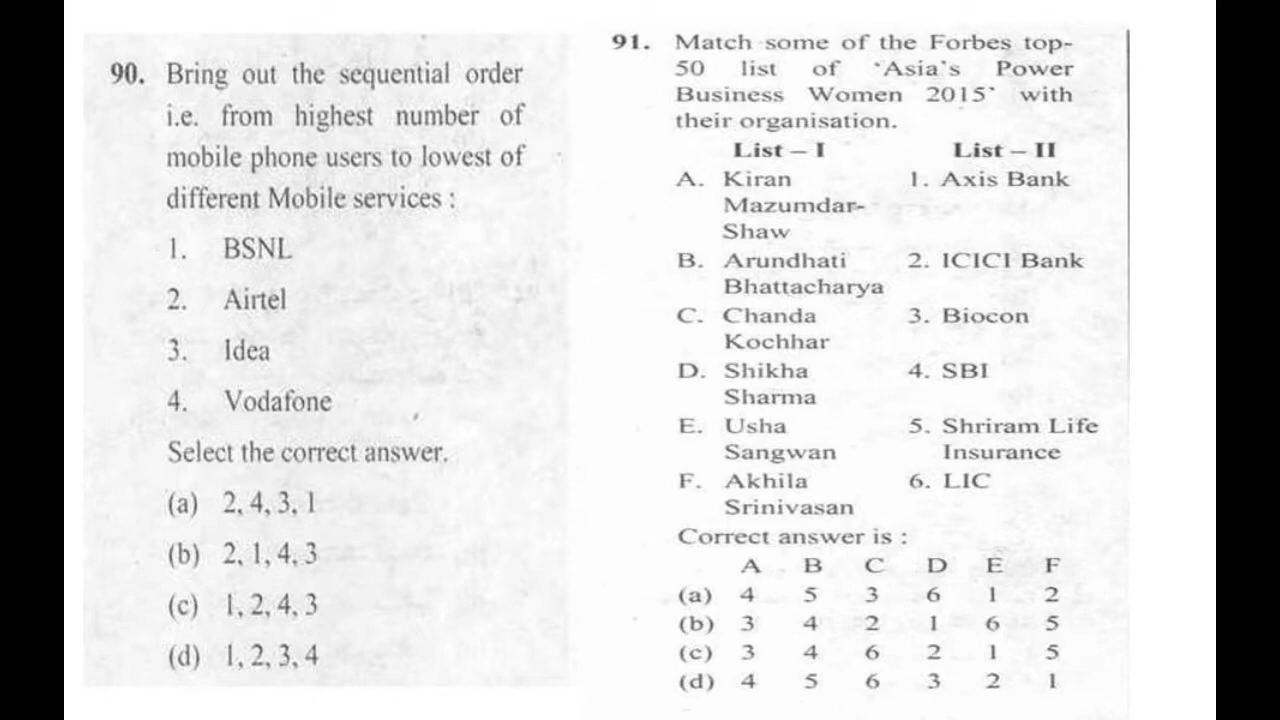 90. Bring out the sequential order
i.e. from highest number of
mobile phone users to lowest of
different Mobile services :
1. BSNL
2. Airtel
3. Idea
4. Vodafone
Select the correct answer.
(a) 2, 4, 3, 1
(b) 2, 1, 4, 3
(c) 1, 2, 4, 3
(d) 1, 2, 3, 4
91. Match some of the Forbes top-
50 list of 'Asia's Power
Business Women 2015' with
their organisation.
List – I List – II
A. Kiran 1. Axis Bank
Mazumdar-
Shaw
B. Arundhati 2. ICICI Bank
Bhattacharya
C. Chanda 3. Biocon
Kochhar
D. Shikha 4. SBI
Sharma
E. Usha 5. Shriram Life
Sangwan Insurance
F. Akhila 6. LIC
Srinivasan
Correct answer is :
A B C D E F
(a) 4 5 3 6 1 2
(b) 3 4 2 1 6 5
(c) 3 4 6 2 1 5
(d) 4 5 6 3 2 1